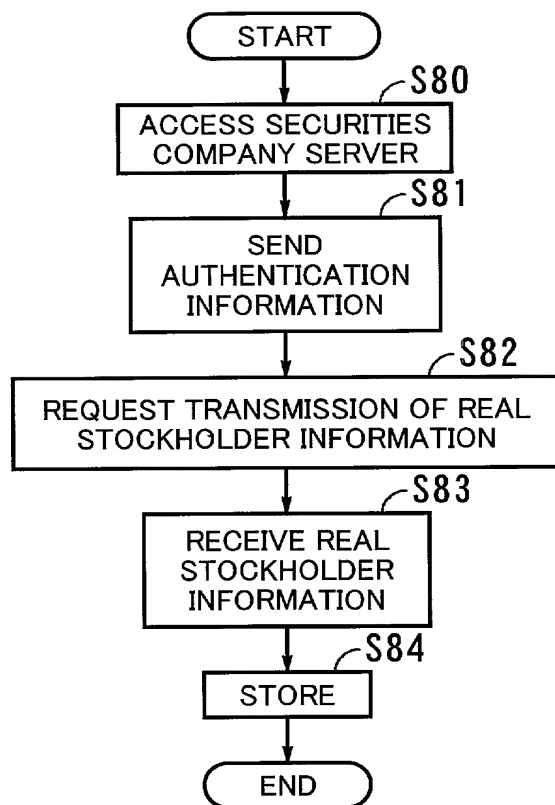 START
S80
ACCESS SECURITIES
COMPANY SERVER
S81
SEND
AUTHENTICATION
INFORMATION
S82
REQUEST TRANSMISSION OF REAL
STOCKHOLDER INFORMATION
S83
RECEIVE REAL
STOCKHOLDER
INFORMATION
S84
STORE
END